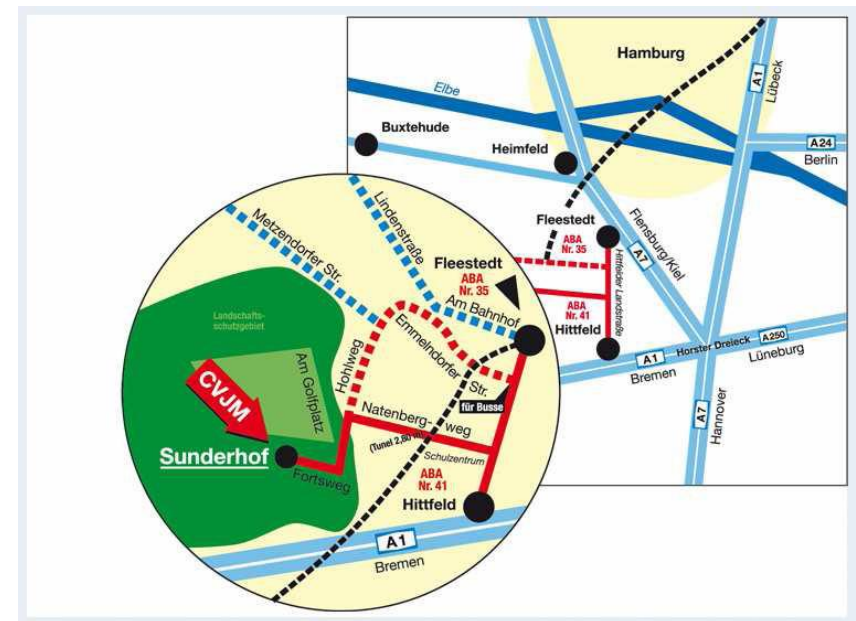 Hamburg
Elbe
A1
Lübeck
Buxtehude
Heimfeld
A24
Berlin
Fleestedt
ABA
Nr. 35
Flensburg/Kiel
A7
Hittfelder Landstraße
ABA
Nr. 41
Hittfeld
Horster Dreieck
A250
Lüneburg
A1
Bremen
A7
Hannover
Metzendorfer Str.
Lindenstraße
Fleestedt
ABA
Nr. 35
Am Bahnhof
Landschafts-
schutzgebiet
Hohlweg
Emmelndorfer
Str.
für Busse
Am Golfplatz
CVJM
Natenberg-
weg
(Tunel 2,80 m)
Schulzentrum
Sunderhof
Fortsweg
ABA
Nr. 41
Hittfeld
A1
Bremen